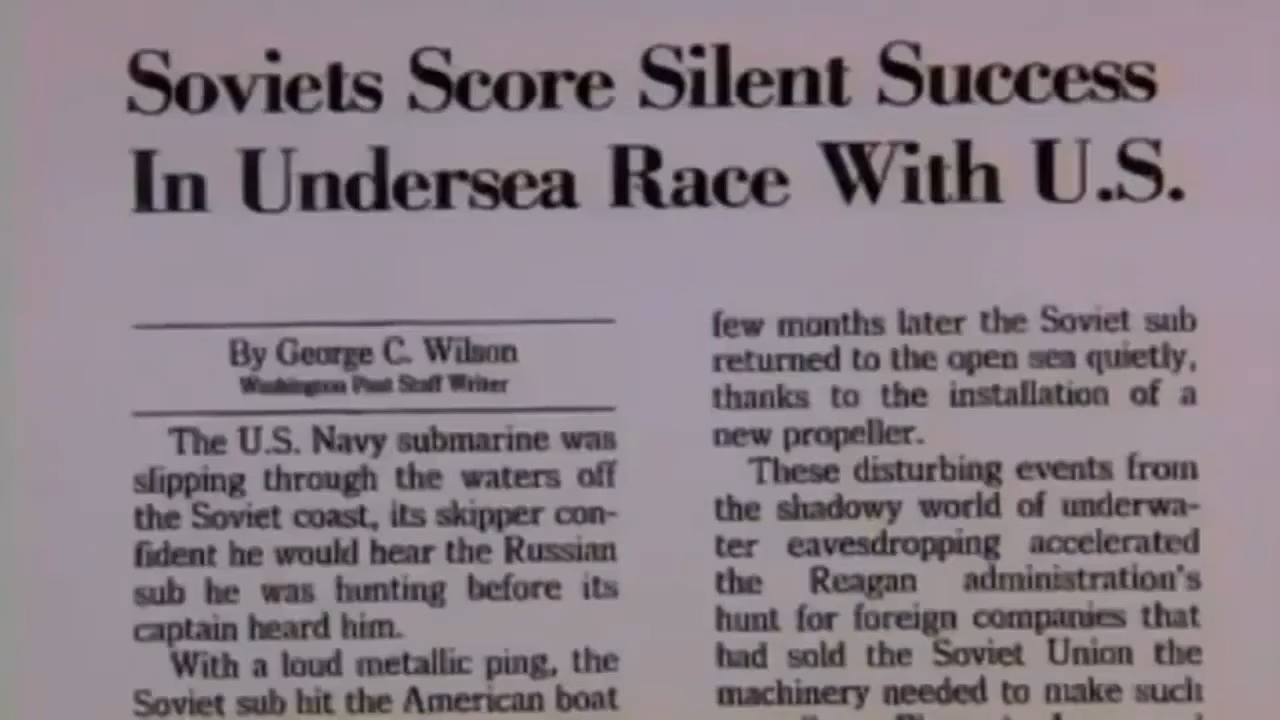 Soviets Score Silent Success
In Undersea Race With U.S.
By George C. Wilson
Washington Post Staff Writer
The U.S. Navy submarine was
slipping through the waters off
the Soviet coast, its skipper con-
fident he would hear the Russian
sub he was hunting before its
captain heard him.
With a loud metallic ping, the
Soviet sub hit the American boat
few months later the Soviet sub
returned to the open sea quietly,
thanks to the installation of a
new propeller.
These disturbing events from
the shadowy world of underwa-
ter eavesdropping accelerated
the Reagan administration's
hunt for foreign companies that
had sold the Soviet Union the
machinery needed to make such